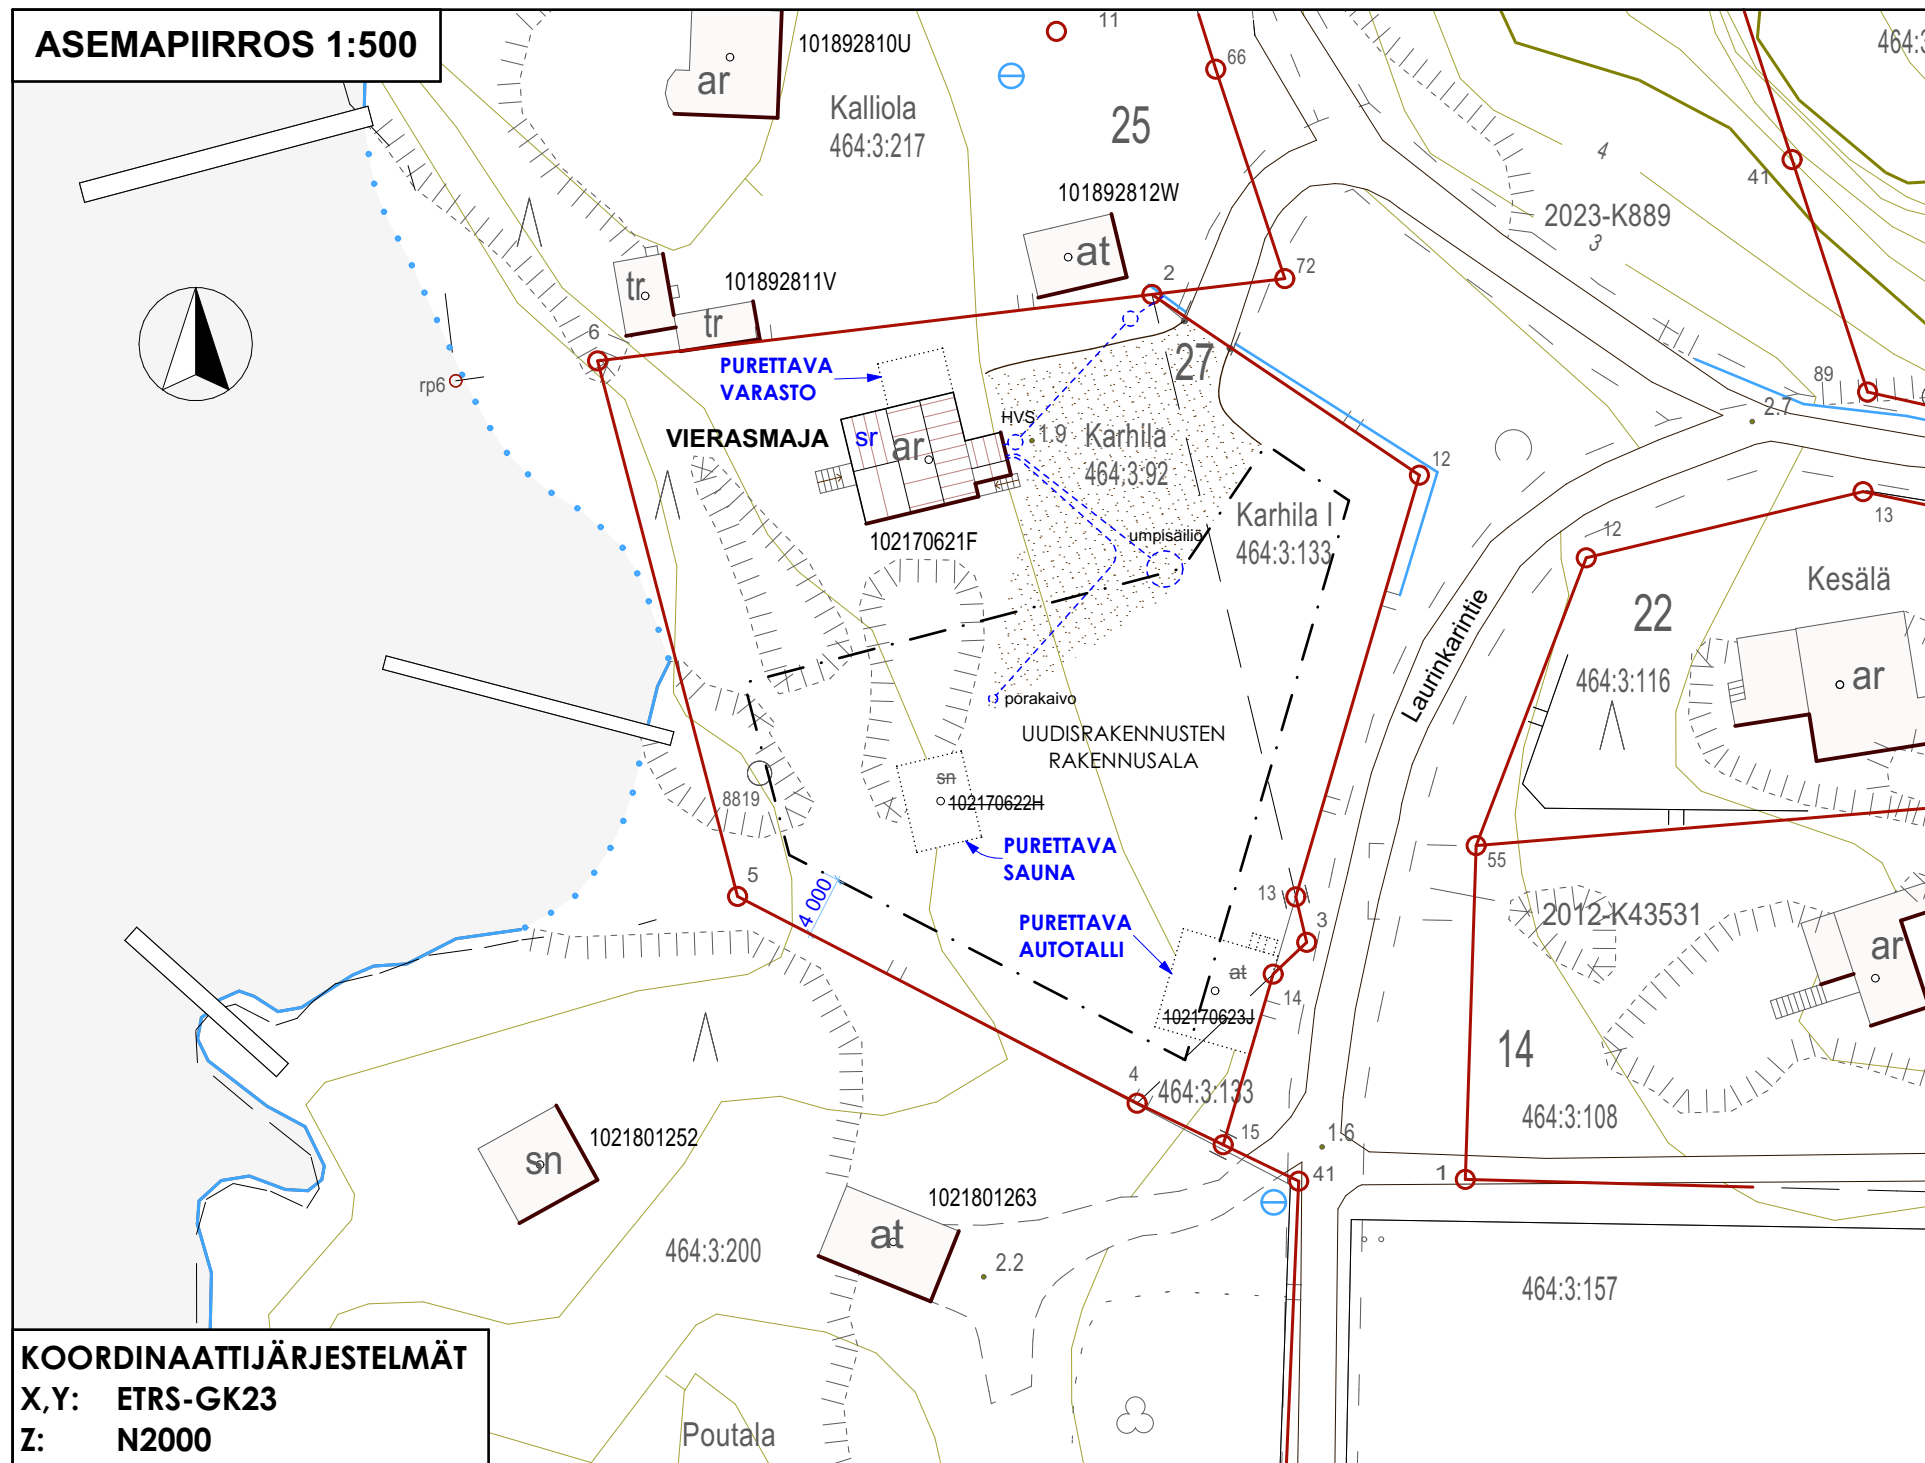 ASEMAPIIRROS 1:500
ar
101892810U
11
66
464:3
Kalliola
464:3:217
25
4
41
101892812W
2023-K889
3
at
tr
101892811V
tr
2
72
6
rp6
PURETTAVA
VARASTO
27
89
2.7
VIERASMAJA
sr
ar
HVS
1.9
Karhila
464:3:92
12
13
Karhila I
464:3:133
102170621F
umpisäiliö
12
Kesälä
22
Laurinkarintie
464:3:116
ar
porakaivo
UUDISRAKENNUSTEN
RAKENNUSALA
sn
102170622H
8819
PURETTAVA
SAUNA
55
5
4 000
13
3
2012-K43531
PURETTAVA
AUTOTALLI
at
14
ar
102170623J
14
4
464:3:133
464:3:108
1021801252
sn
15
1.6
41
1
1021801263
at
464:3:200
2.2
464:3:157
KOORDINAATTIJÄRJESTELMÄT
X,Y: ETRS-GK23
Z: N2000
Poutala